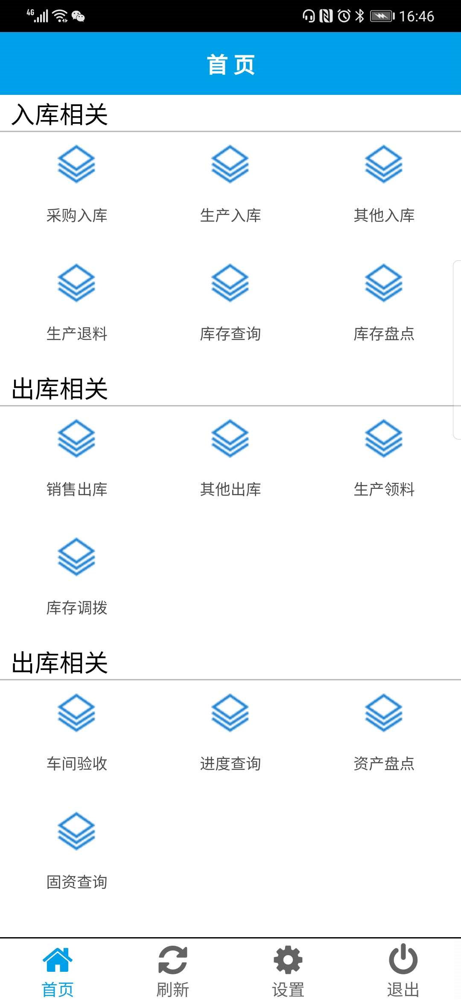 4G 16:46
首页
入库相关
采购入库 生产入库 其他入库
生产退料 库存查询 库存盘点
出库相关
销售出库 其他出库 生产领料
库存调拨
出库相关
车间验收 进度查询 资产盘点
固资查询
首页 刷新 设置 退出